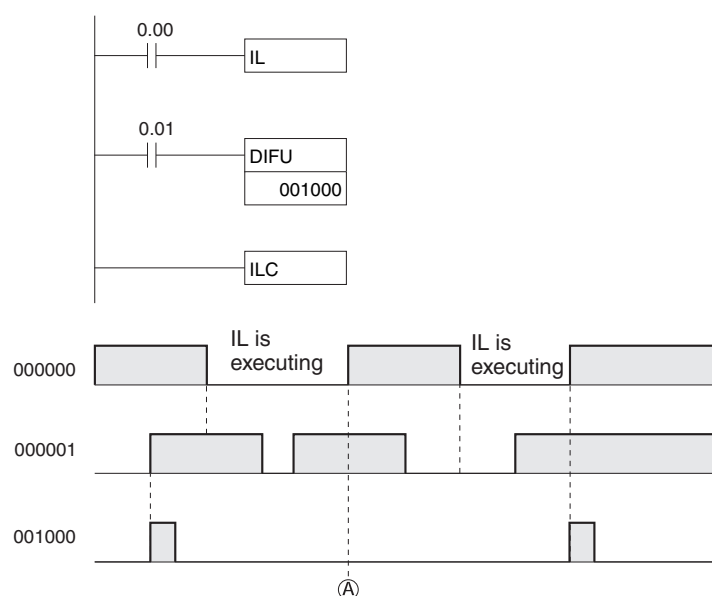 0.00
IL
0.01
DIFU
001000
ILC
IL is
executing
IL is
executing
000000
000001
001000
A